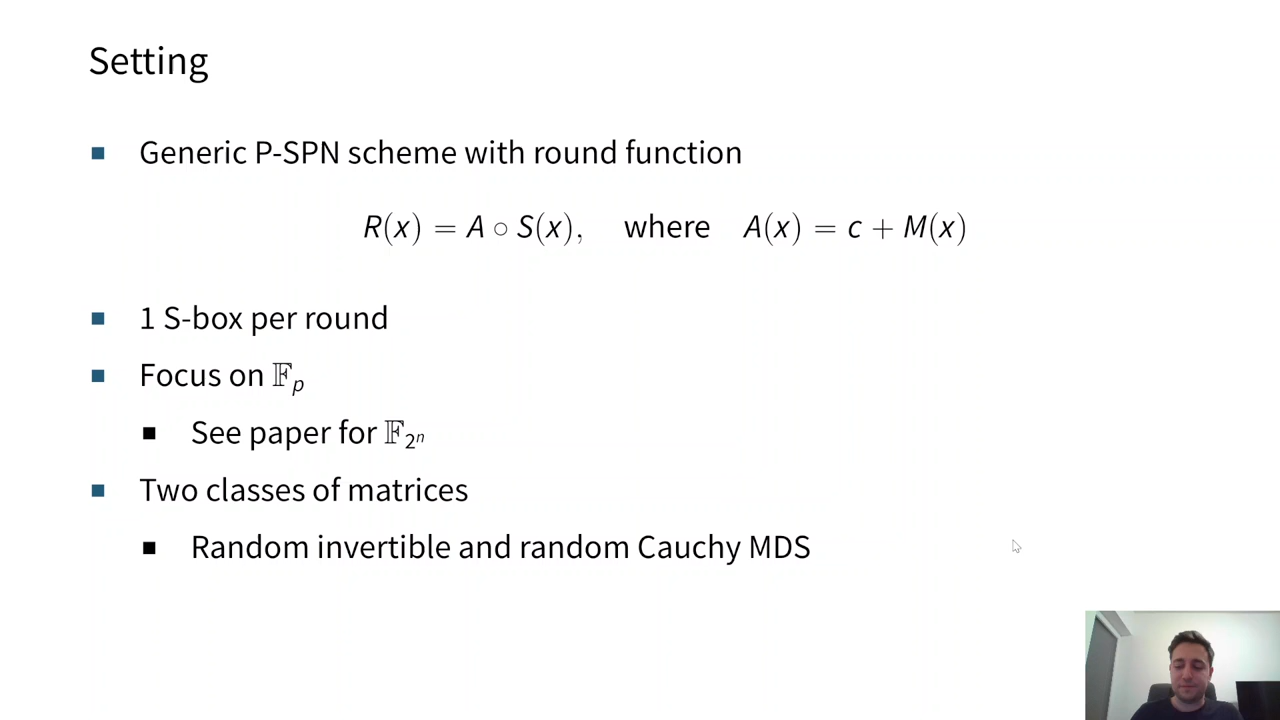 Setting
Generic P-SPN scheme with round function
R(x) = A ∘ S(x), where A(x) = c + M(x)
1 S-box per round
Focus on 𝔽ₚ
See paper for 𝔽₂ⁿ
Two classes of matrices
Random invertible and random Cauchy MDS